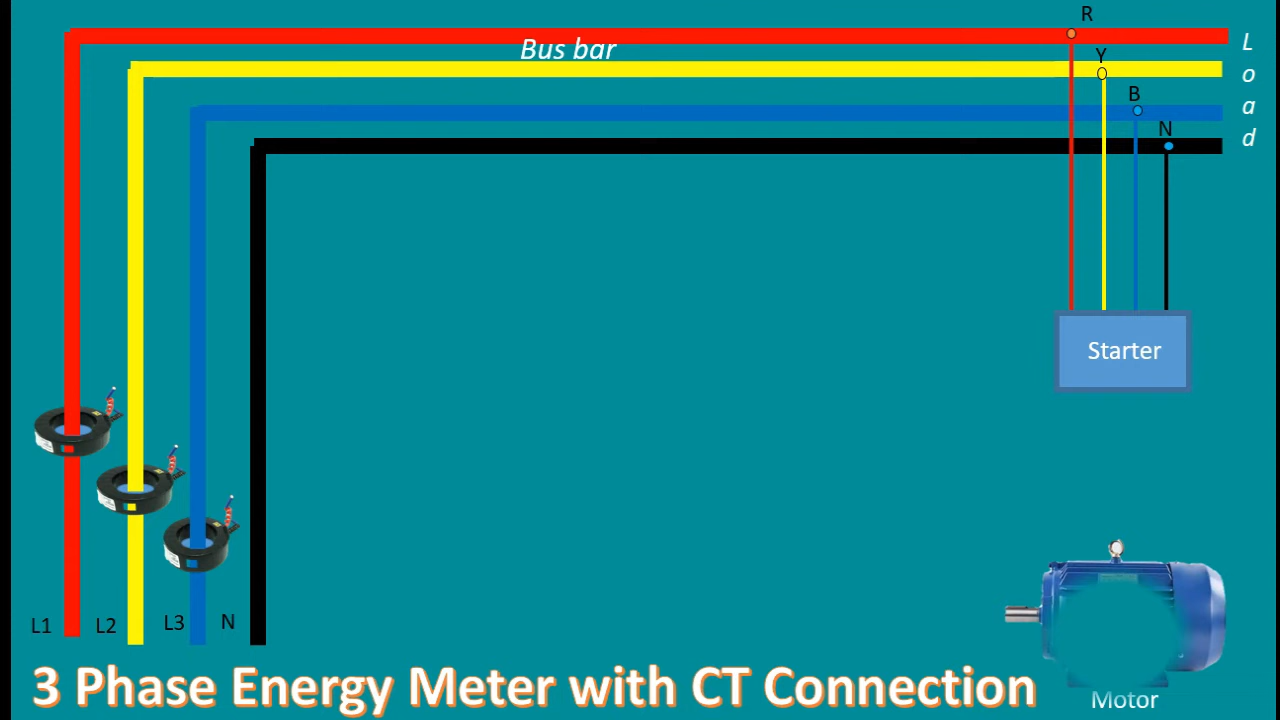 R
Bus bar
L
Y
o
B
a
N
d
Starter
L1
L2
L3
N
3 Phase Energy Meter with CT Connection
Motor